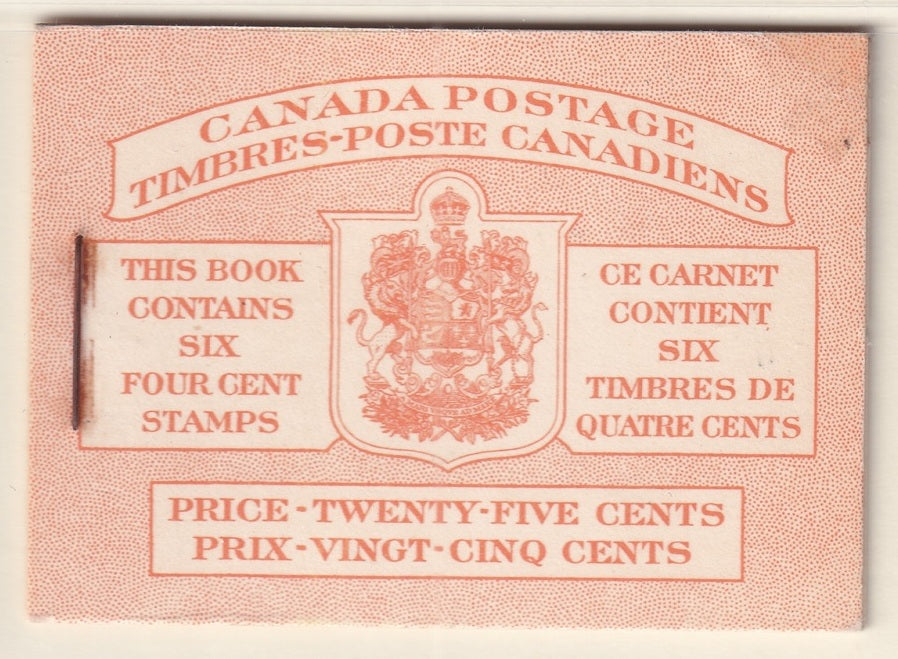 CANADA POSTAGE
TIMBRES-POSTE CANADIENS
THIS BOOK
CONTAINS
SIX
FOUR CENT
STAMPS
CE CARNET
CONTIENT
SIX
TIMBRES DE
QUATRE CENTS
PRICE-TWENTY-FIVE CENTS
PRIX-VINGT-CINQ CENTS